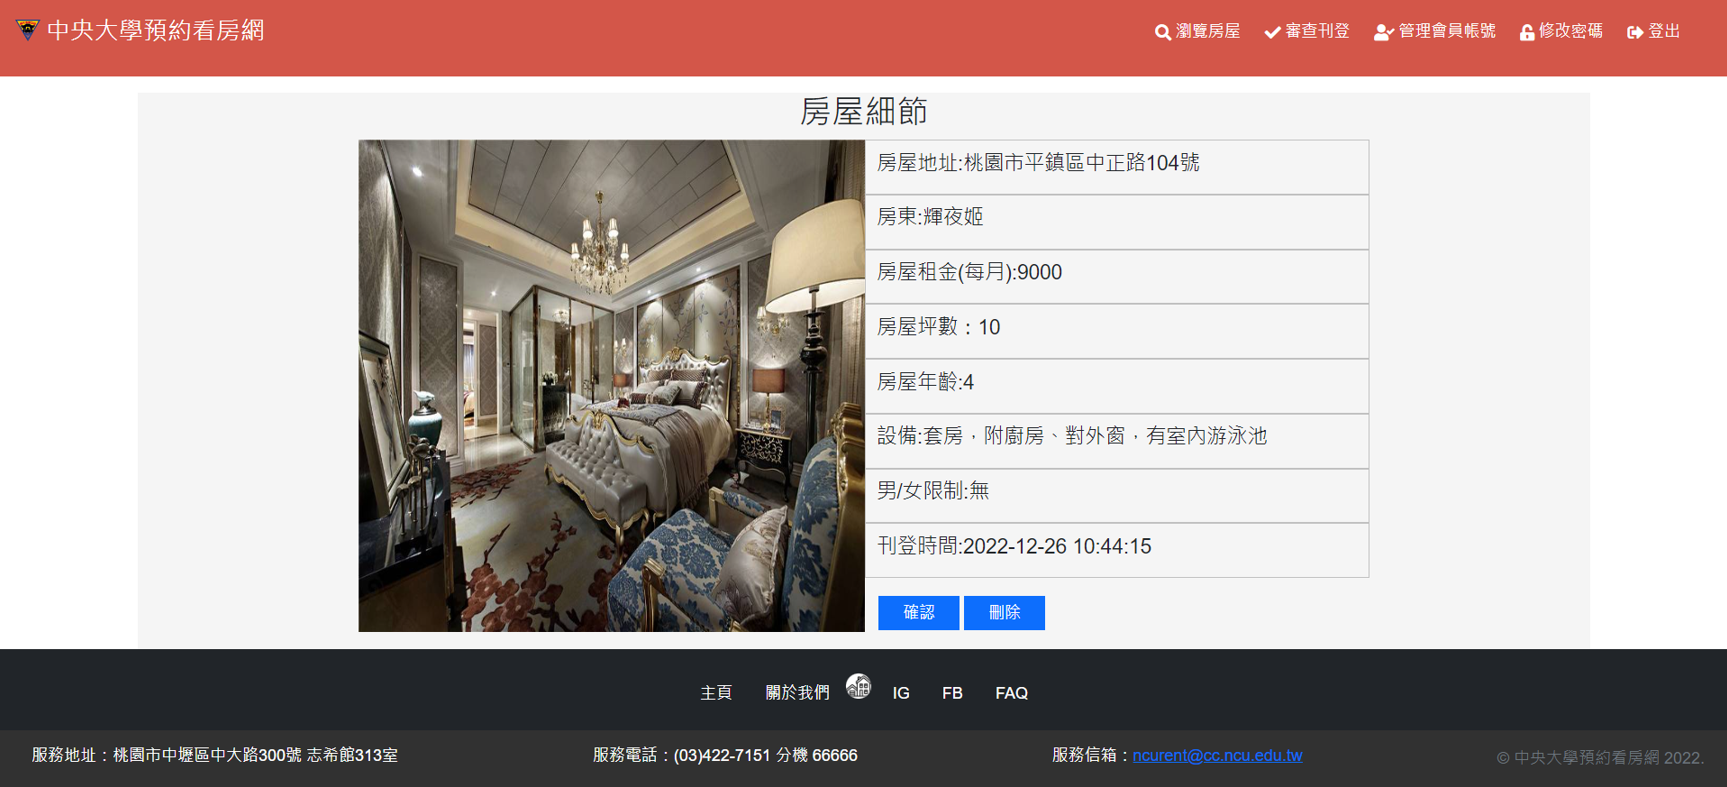 中央大學預約看房網
瀏覽房屋 審查刊登 管理會員帳號 修改密碼 登出
房屋細節
房屋地址:桃園市平鎮區中正路104號
房東:輝夜姬
房屋租金(每月):9000
房屋坪數：10
房屋年齡:4
設備:套房，附廚房、對外窗，有室內游泳池
男/女限制:無
刊登時間:2022-12-26 10:44:15
確認 刪除
主頁 關於我們 IG FB FAQ
服務地址：桃園市中壢區中大路300號 志希館313室 服務電話：(03)422-7151 分機 66666 服務信箱：ncurent@cc.ncu.edu.tw © 中央大學預約看房網 2022.